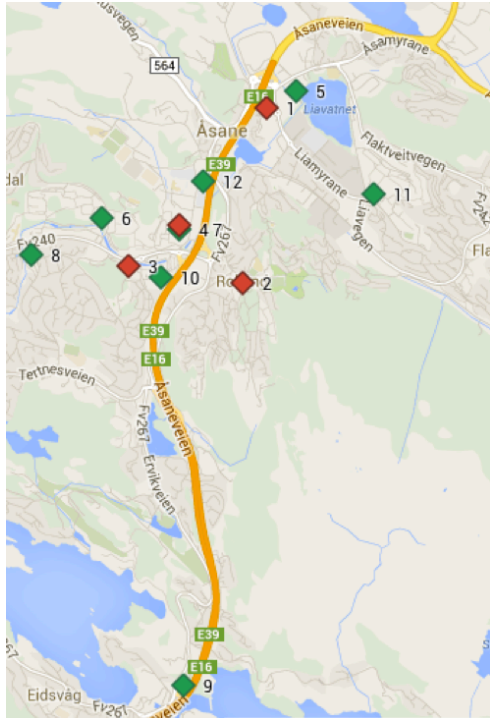 Åsaneveien
Åsamyrane
564
E16
5
1
Liavatnet
Åsane
Flaktveitvegen
E39
12
Liamyrane
11
Liavegen
dal
6
4 7
Fv267
Fv240
8
3
10
2
E39
E16
Tertnesveien
Åsaneveien
Fv267
Ervikveien
E39
E16
9
Eidsvåg
Fv267